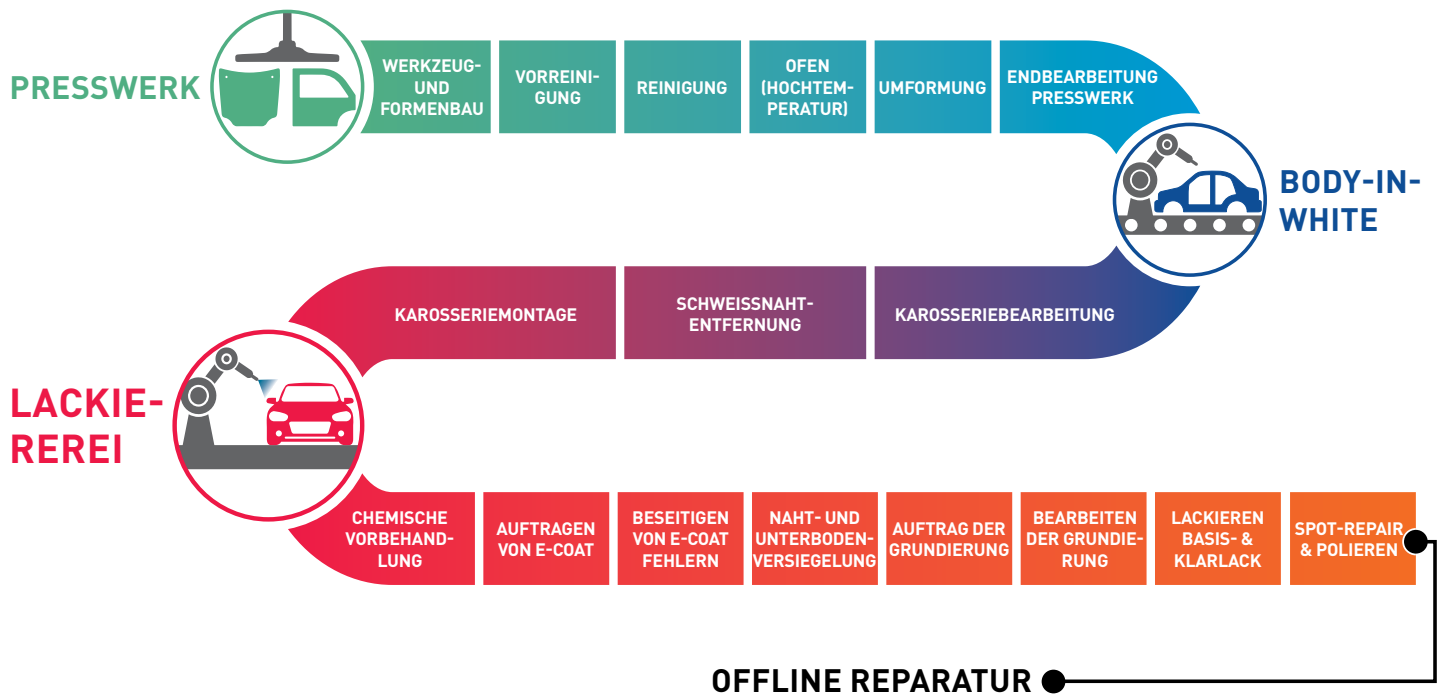 PRESSWERK
WERKZEUG-
UND
FORMENBAU
VORREINI-
GUNG
REINIGUNG
OFEN
(HOCHTEM-
PERATUR)
UMFORMUNG
ENDBEARBEITUNG
PRESSWERK
BODY-IN-
WHITE
KAROSSERIEBEARBEITUNG
SCHWEISSNAHT-
ENTFERNUNG
KAROSSERIEMONTAGE
LACKIE-
REREI
CHEMISCHE
VORBEHAND-
LUNG
AUFTRAGEN
VON E-COAT
BESEITIGEN
VON E-COAT
FEHLERN
NAHT- UND
UNTERBODEN-
VERSIEGELUNG
AUFTRAG DER
GRUNDIERUNG
BEARBEITEN
DER GRUNDIE-
RUNG
LACKIEREN
BASIS- &
KLARLACK
SPOT-REPAIR
& POLIEREN
OFFLINE REPARATUR